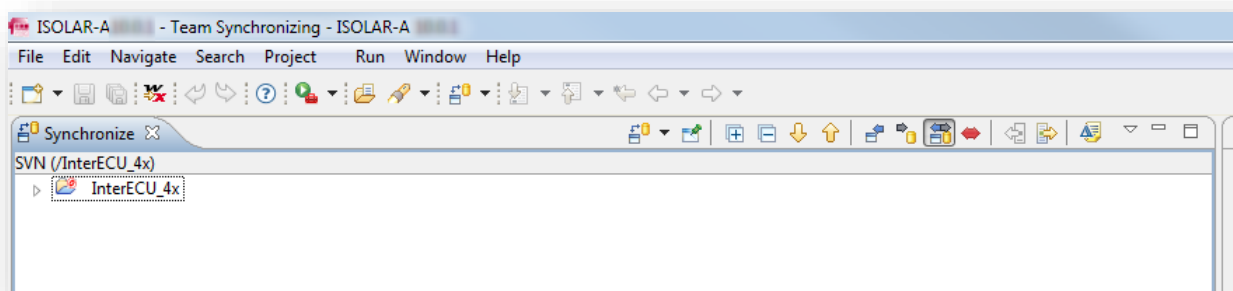 ISOLAR-A - Team Synchronizing - ISOLAR-A
File Edit Navigate Search Project Run Window Help
Synchronize
SVN (/InterECU_4x)
InterECU_4x